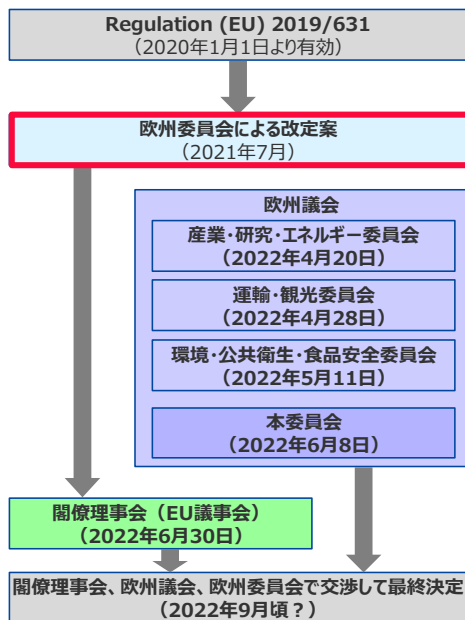 Regulation (EU) 2019/631
(2020年1月1日より有効)
欧州委員会による改定案
(2021年7月)
欧州議会
産業・研究・エネルギー委員会
(2022年4月20日)
運輸・観光委員会
(2022年4月28日)
環境・公共衛生・食品安全委員会
(2022年5月11日)
本委員会
(2022年6月8日)
閣僚理事会（EU議事会）
(2022年6月30日)
閣僚理事会、欧州議会、欧州委員会で交渉して最終決定
(2022年9月頃？)